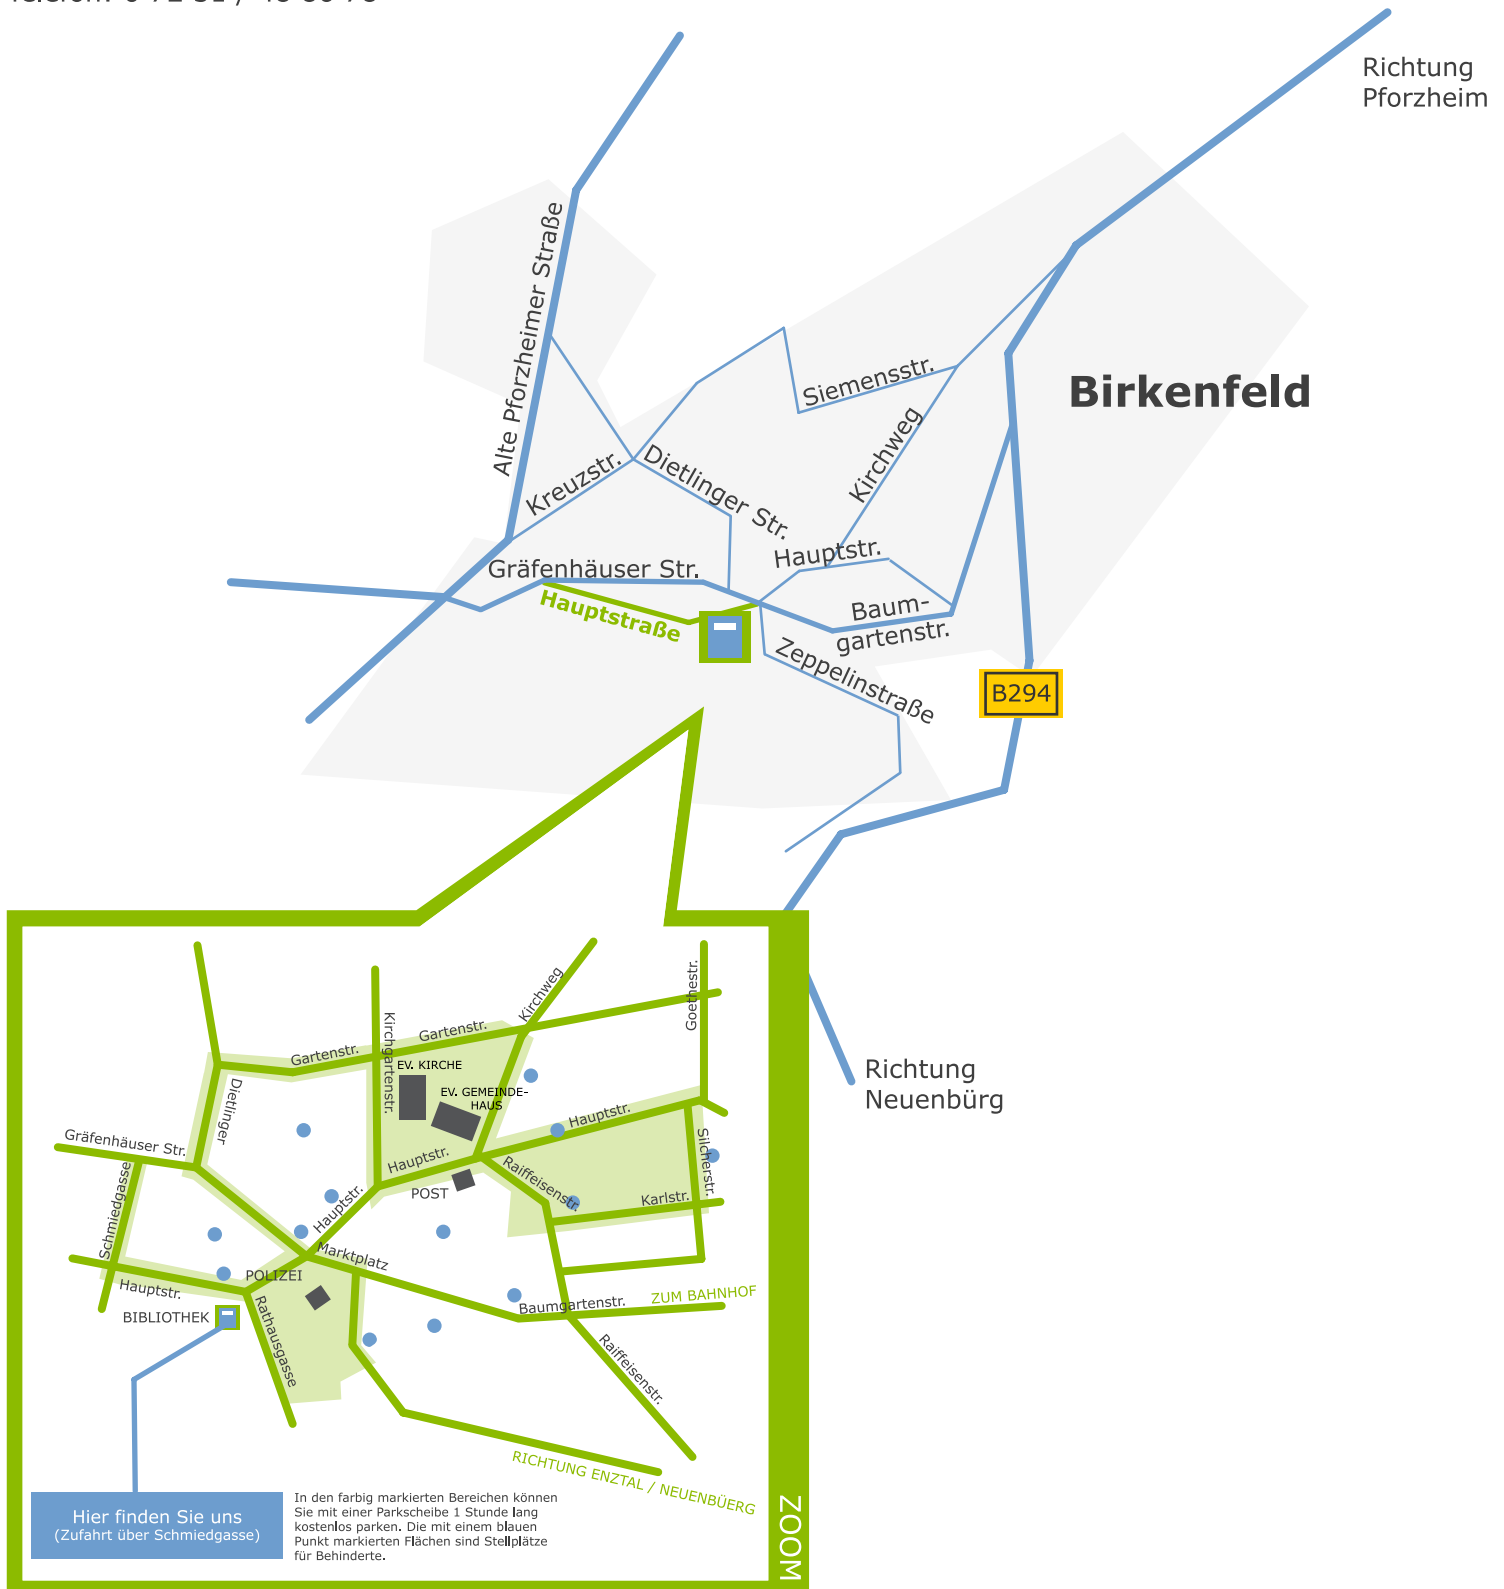 Richtung
Pforzheim
Alte Pforzheimer Straße
Siemensstr.
Birkenfeld
Kirchweg
Kreuzstr.
Dietlinger Str.
Hauptstr.
Gräfenhäuser Str.
Hauptstraße
Baum-
gartenstr.
Zeppelinstraße
B294
Kirchweg
Goethestr.
Kirchgartenstr.
Gartenstr.
Gartenstr.
EV. KIRCHE
EV. GEMEINDE-
HAUS
Richtung
Neuenbürg
Dietlinger
Hauptstr.
Gräfenhäuser Str.
Silcherstr.
Hauptstr.
Raiffeisenstr.
Schmiedgasse
POST
Karlstr.
Hauptstr.
Marktplatz
POLIZEI
Hauptstr.
BIBLIOTHEK
Rathausgasse
Baumgartenstr.
ZUM BAHNHOF
Raiffeisenstr.
RICHTUNG ENZTAL / NEUENBÜERG
Hier finden Sie uns
(Zufahrt über Schmiedgasse)
In den farbig markierten Bereichen können
Sie mit einer Parkscheibe 1 Stunde lang
kostenlos parken. Die mit einem blauen
Punkt markierten Flächen sind Stellplätze
für Behinderte.
ZOOM